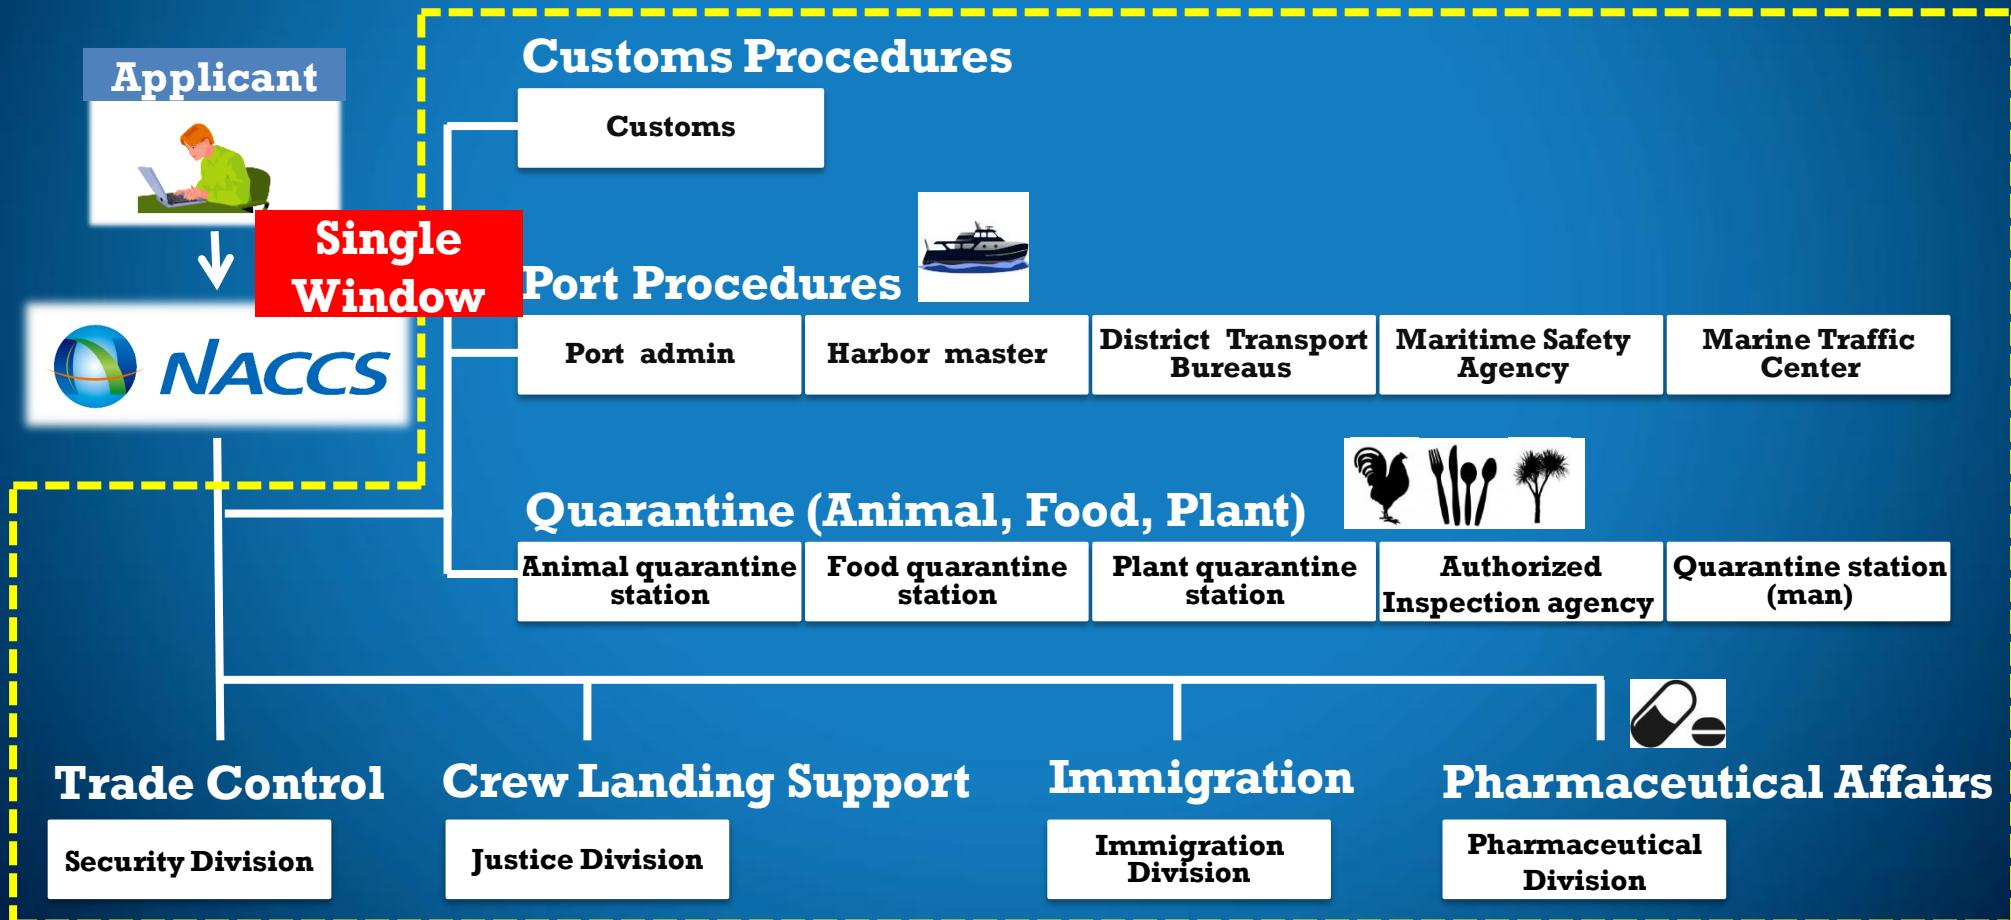 Applicant
Single
Window
NACCS
Customs Procedures
Customs
Port Procedures
Port admin
Harbor master
District Transport
Bureaus
Maritime Safety
Agency
Marine Traffic
Center
Quarantine (Animal, Food, Plant)
Animal quarantine
station
Food quarantine
station
Plant quarantine
station
Authorized
Inspection agency
Quarantine station
(man)
Trade Control
Security Division
Crew Landing Support
Justice Division
Immigration
Immigration
Division
Pharmaceutical Affairs
Pharmaceutical
Division